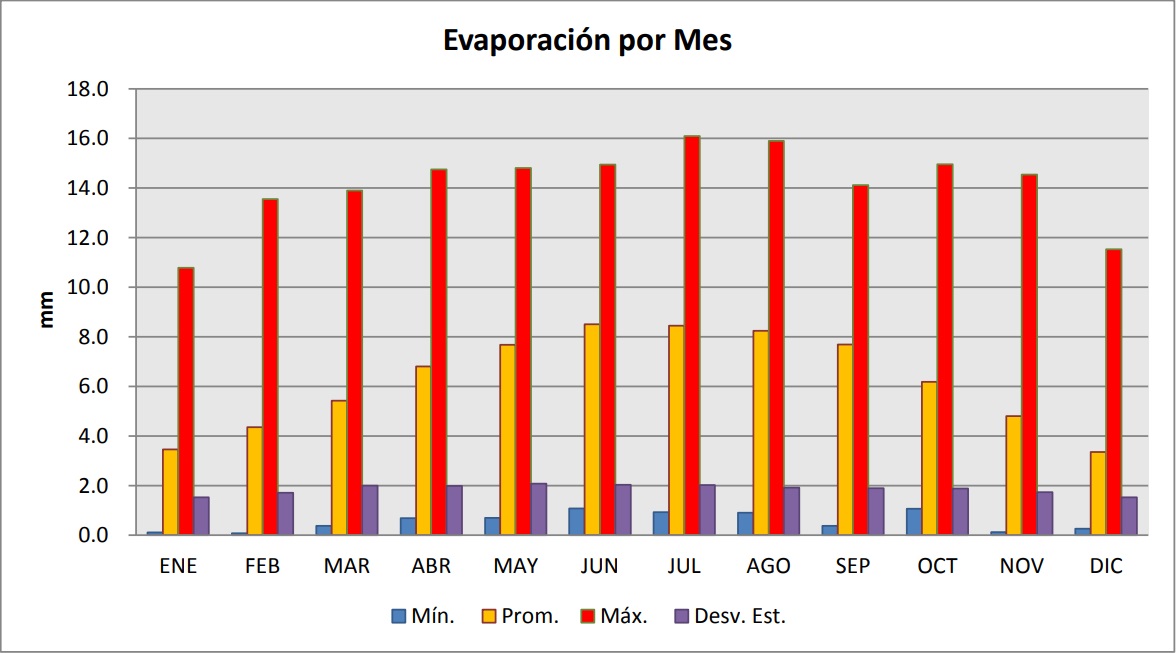 Evaporación por Mes
18.0
16.0
14.0
12.0
10.0
8.0
6.0
4.0
2.0
0.0
mm
ENE FEB MAR ABR MAY JUN JUL AGO SEP OCT NOV DIC
Mín. Prom. Máx. Desv. Est.